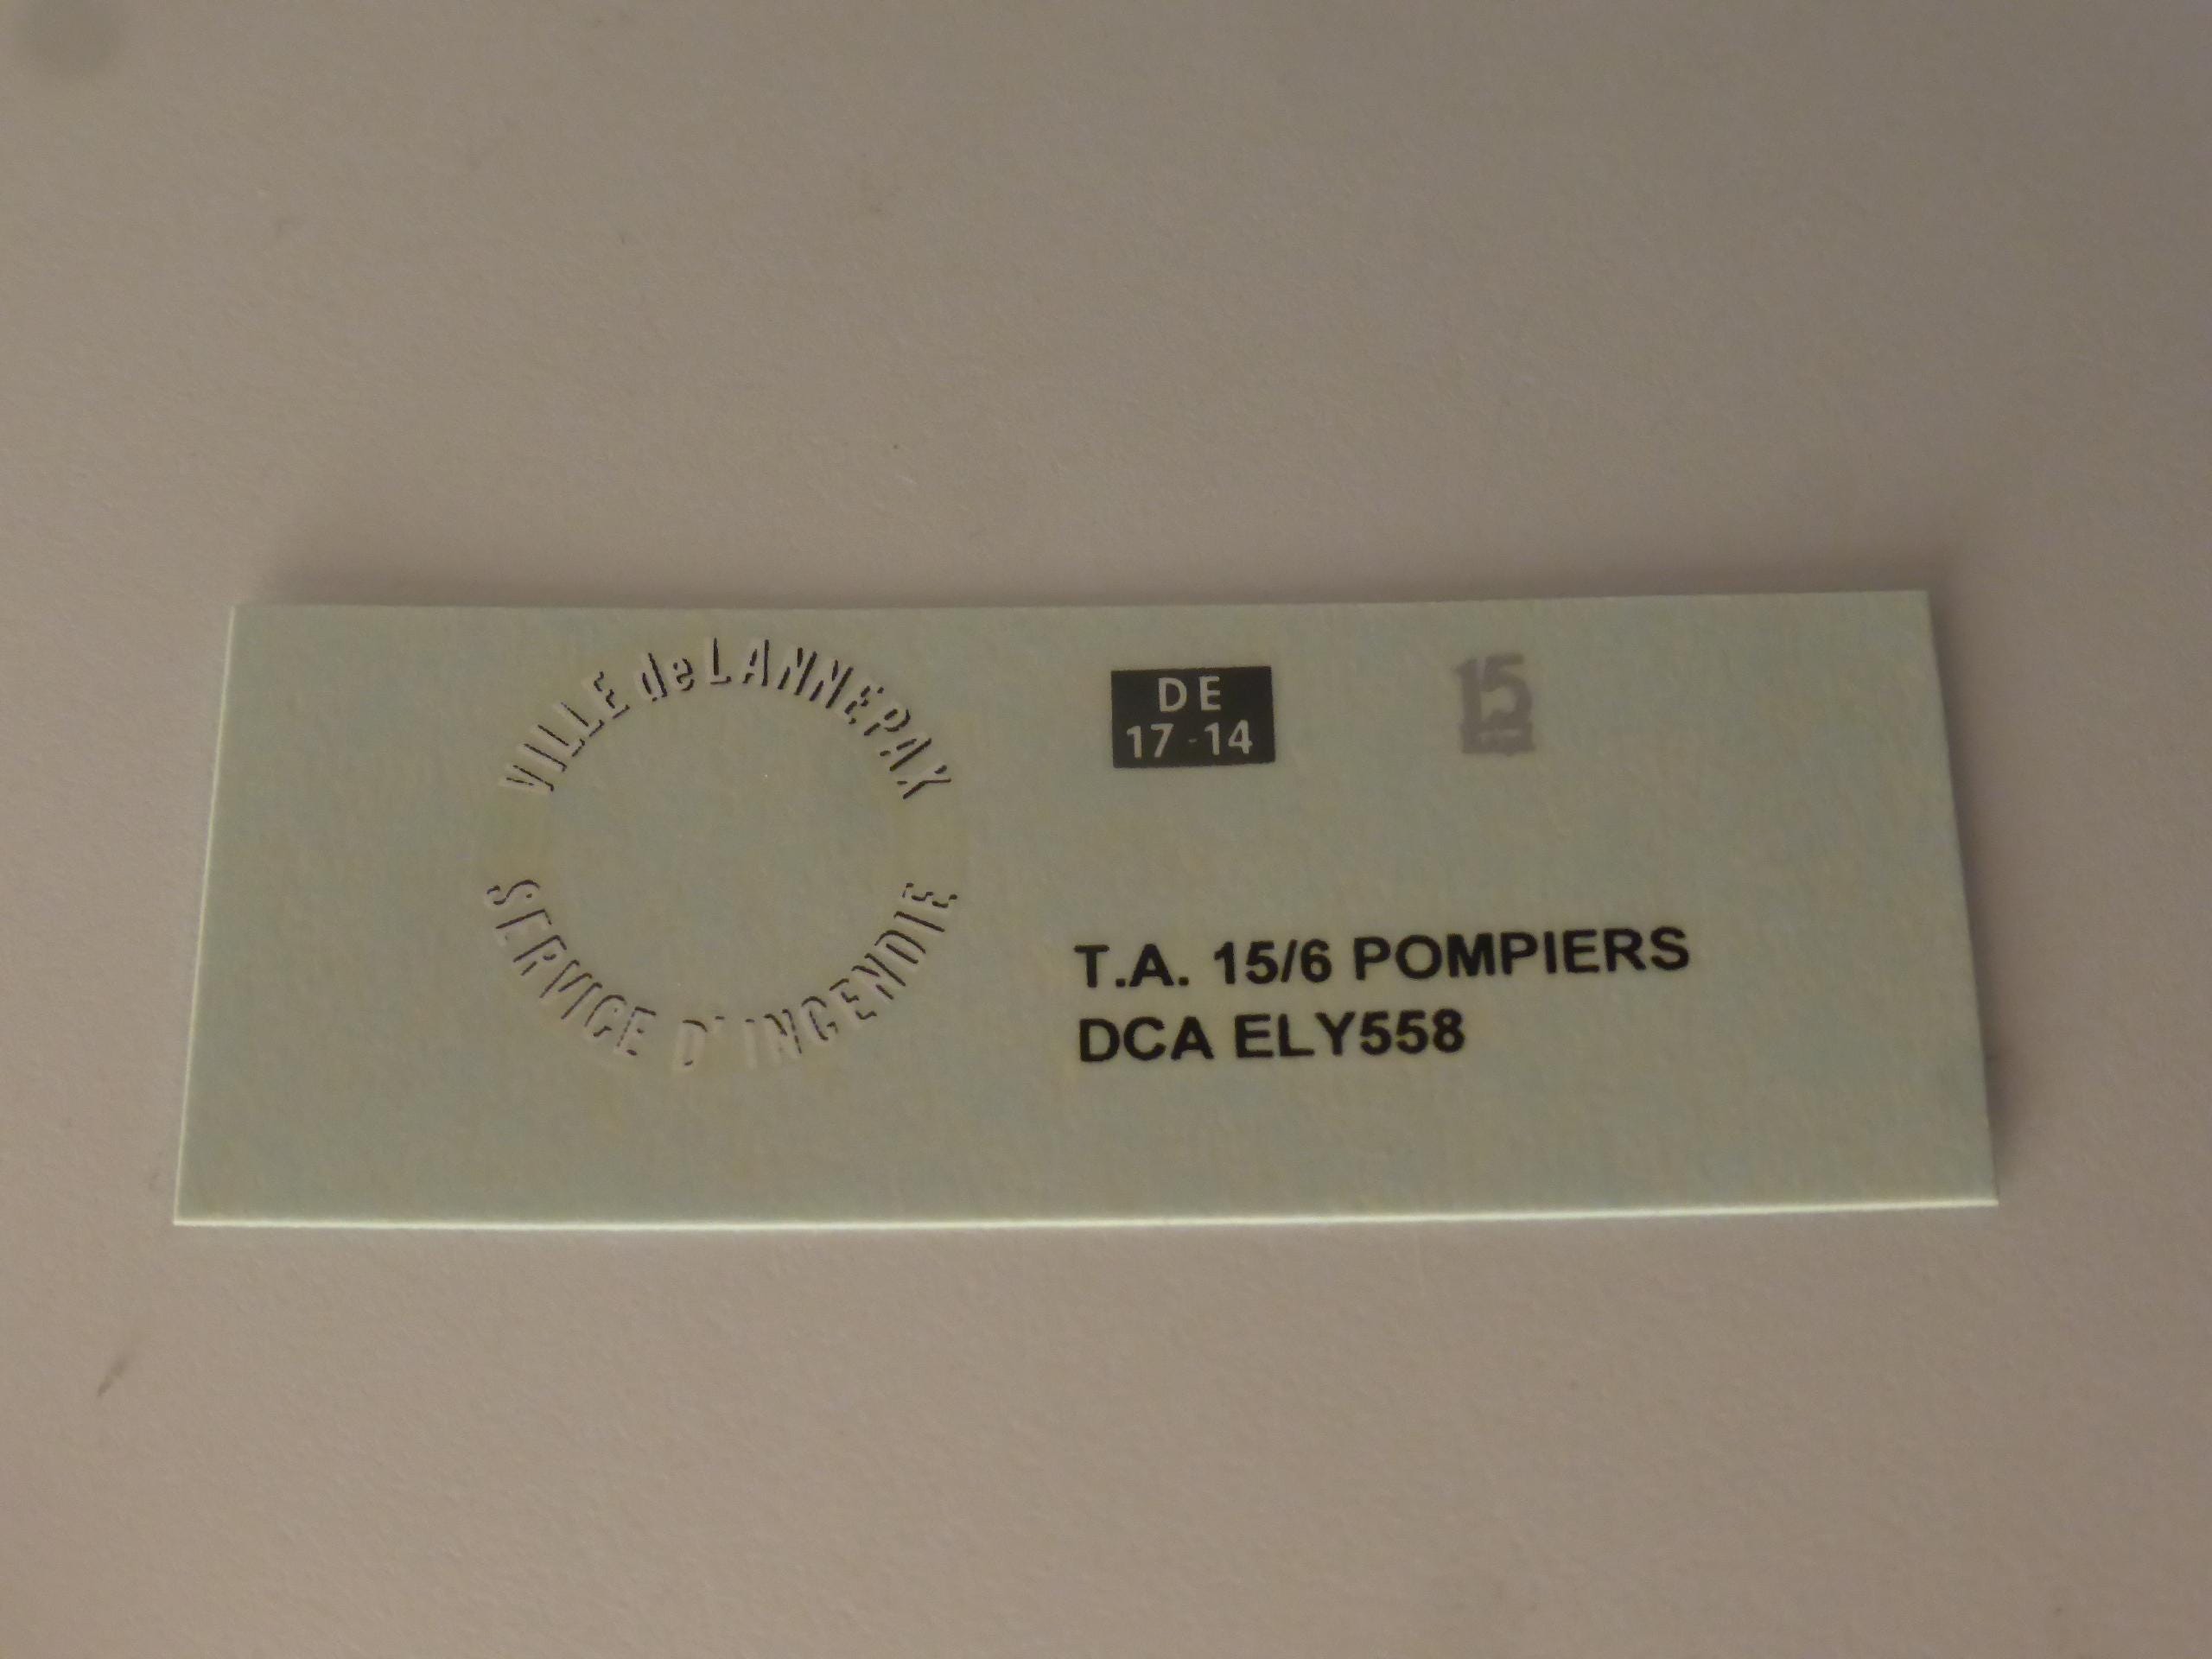 VILLE de LANNEPAX
SERVICE D'INCENDIE
DE
17-14
15
T.A. 15/6 POMPIERS
DCA ELY558